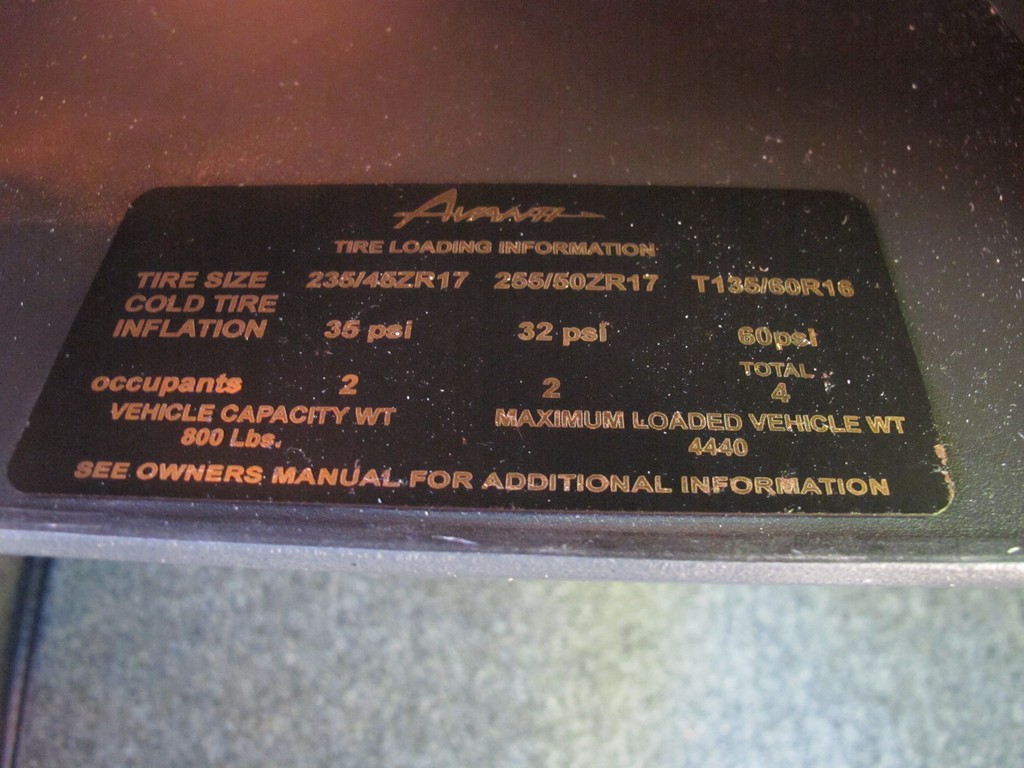 AVANTI
TIRE LOADING INFORMATION
TIRE SIZE 235/45ZR17 255/50ZR17 T135/60R16
COLD TIRE
INFLATION 35 psi 32 psi 60psi
TOTAL
occupants 2 2 4
VEHICLE CAPACITY WT MAXIMUM LOADED VEHICLE WT
800 Lbs. 4440
SEE OWNERS MANUAL FOR ADDITIONAL INFORMATION